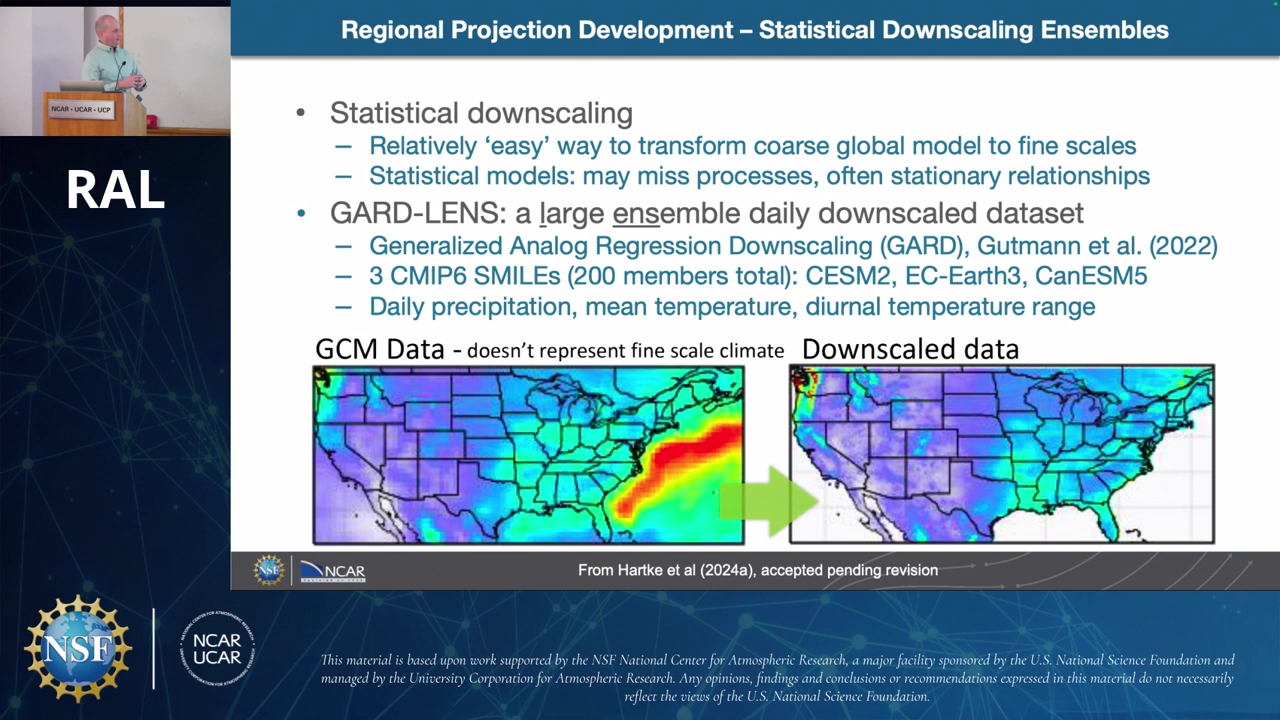 Regional Projection Development – Statistical Downscaling Ensembles
NCAR • UCAR • UCP
RAL
• Statistical downscaling
– Relatively ‘easy’ way to transform coarse global model to fine scales
– Statistical models: may miss processes, often stationary relationships
• GARD-LENS: a large ensemble daily downscaled dataset
– Generalized Analog Regression Downscaling (GARD), Gutmann et al. (2022)
– 3 CMIP6 SMILEs (200 members total): CESM2, EC-Earth3, CanESM5
– Daily precipitation, mean temperature, diurnal temperature range
GCM Data - doesn’t represent fine scale climate
Downscaled data
NSF
NCAR
From Hartke et al (2024a), accepted pending revision
NSF
NCAR
UCAR
This material is based upon work supported by the NSF National Center for Atmospheric Research, a major facility sponsored by the U.S. National Science Foundation and
managed by the University Corporation for Atmospheric Research. Any opinions, findings and conclusions or recommendations expressed in this material do not necessarily
reflect the views of the U.S. National Science Foundation.